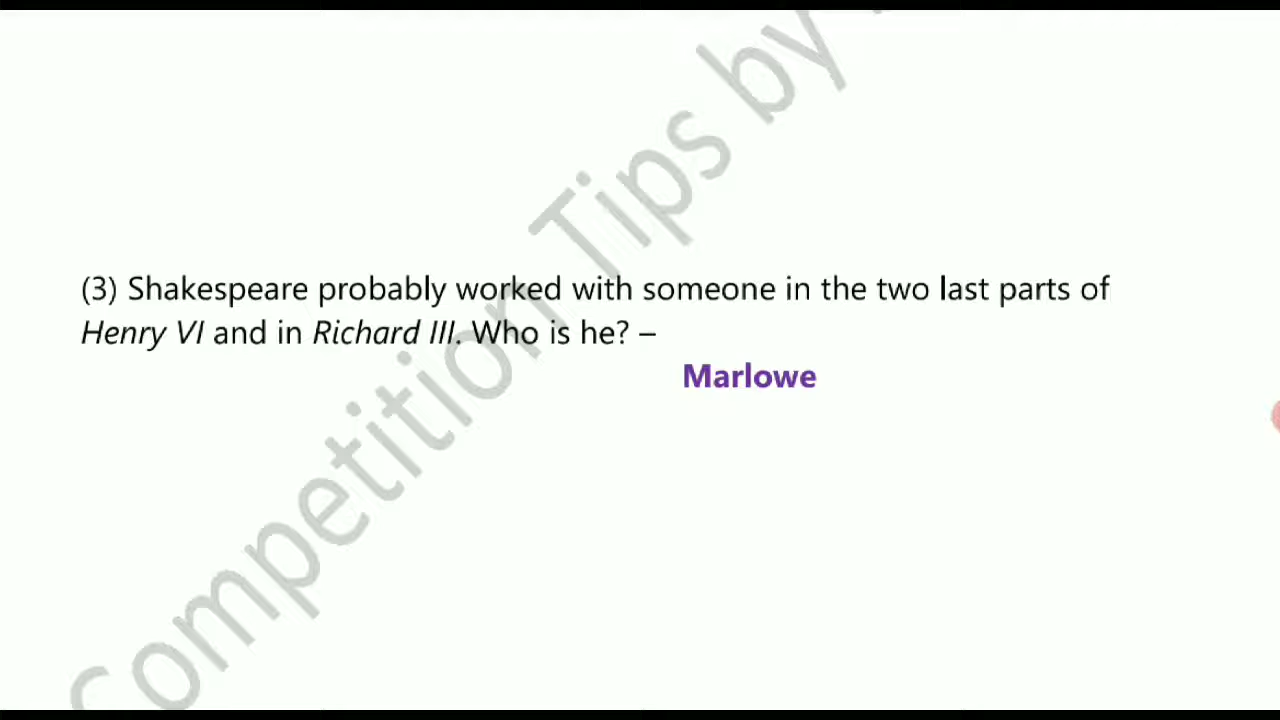 Competition Tips by
(3) Shakespeare probably worked with someone in the two last parts of
Henry VI and in Richard III. Who is he? –
Marlowe